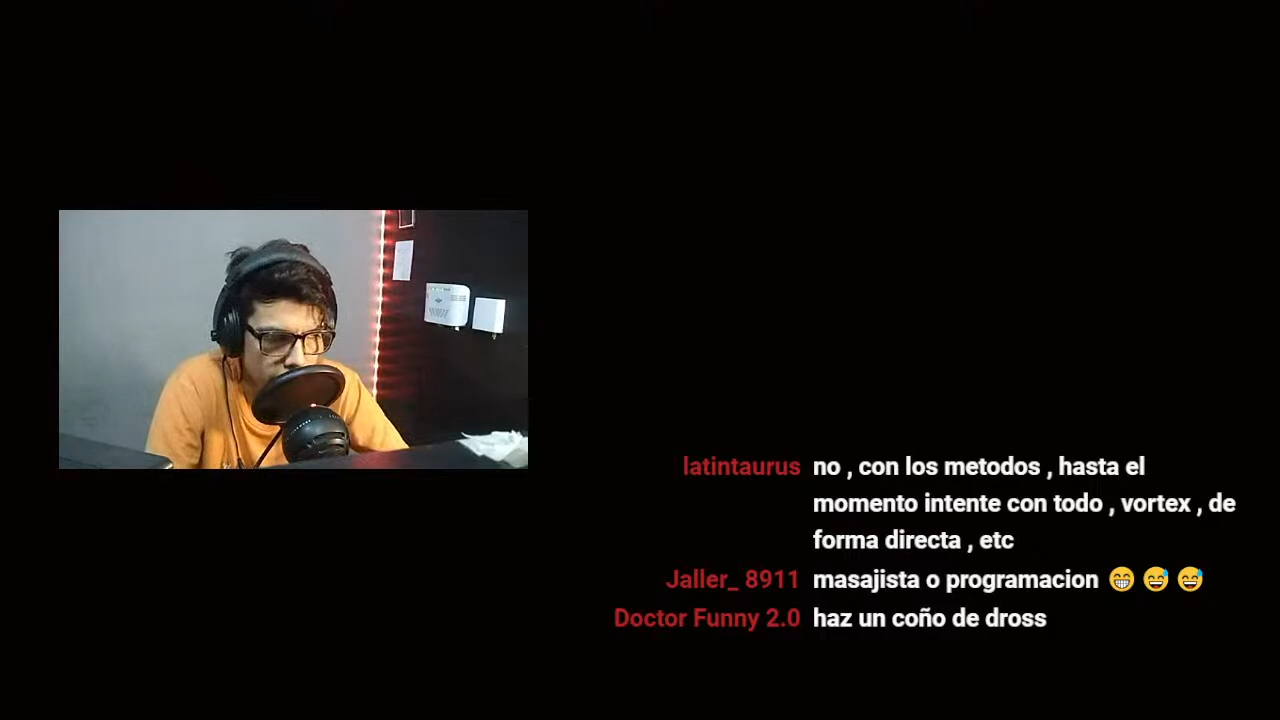 latintaurus no , con los metodos , hasta el
momento intente con todo , vortex , de
forma directa , etc
Jaller_ 8911 masajista o programacion 😁 😅 😅
Doctor Funny 2.0 haz un coño de dross